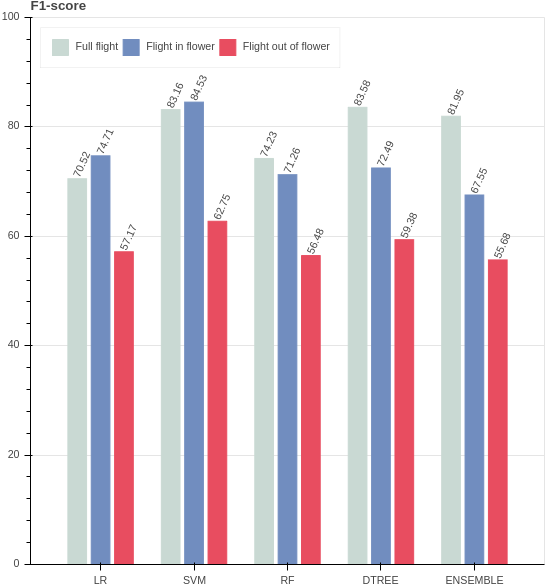 F1-score
100
Full flight Flight in flower Flight out of flower
80
60
40
20
0
70.52 74.71 57.17
83.16 84.53 62.75
74.23 71.26 56.48
83.58 72.49 59.38
81.95 67.55 55.68
LR SVM RF DTREE ENSEMBLE